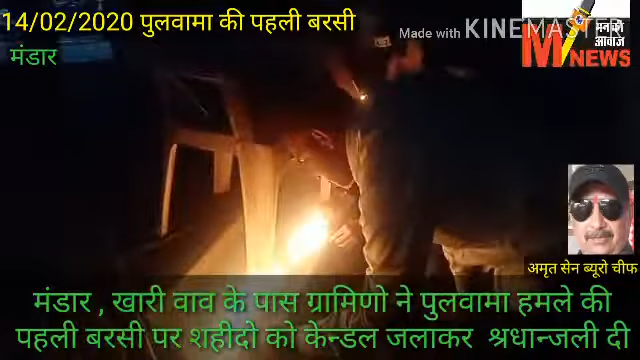 14/02/2020 पुलवामा की पहली बरसी
मंडार
Made with KINEMASTER
मन की
आवाज
M NEWS
अमृत सेन ब्यूरो चीफ
मंडार , खारी वाव के पास ग्रामिणो ने पुलवामा हमले की
पहली बरसी पर शहीदो को केन्डल जलाकर श्रधान्जली दी